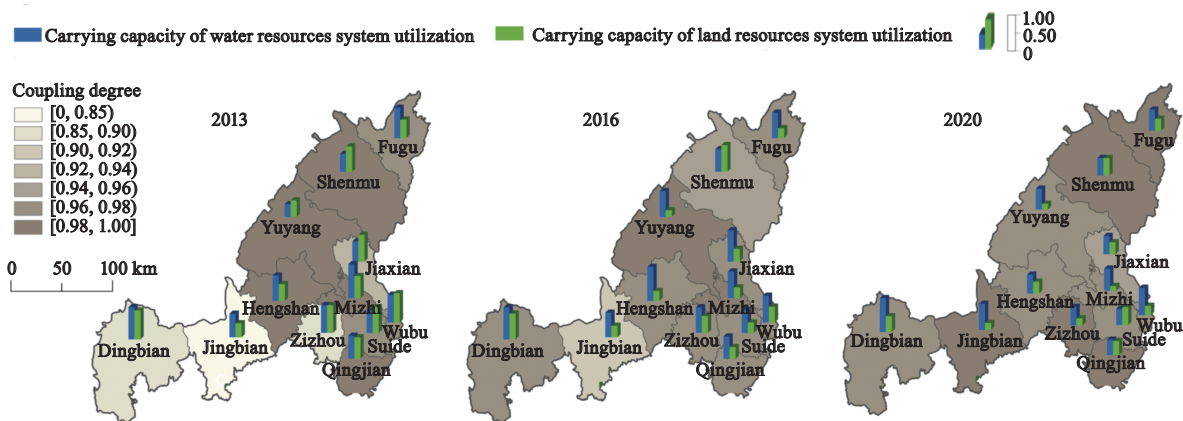 Carrying capacity of water resources system utilization
Carrying capacity of land resources system utilization
1.00
0.50
0
Coupling degree
[0, 0.85)
[0.85, 0.90)
[0.90, 0.92)
[0.92, 0.94)
[0.94, 0.96)
[0.96, 0.98)
[0.98, 1.00]
0 50 100 km
2013
Fugu
Shenmu
Yuyang
Jiaxian
Hengshan
Mizhi
Wubu
Zizhou
Suide
Dingbian
Jingbian
Qingjian
2016
Fugu
Shenmu
Yuyang
Jiaxian
Hengshan
Mizhi
Wubu
Zizhou
Suide
Dingbian
Jingbian
Qingjian
2020
Fugu
Shenmu
Yuyang
Jiaxian
Hengshan
Mizhi
Wubu
Zizhou
Suide
Dingbian
Jingbian
Qingjian